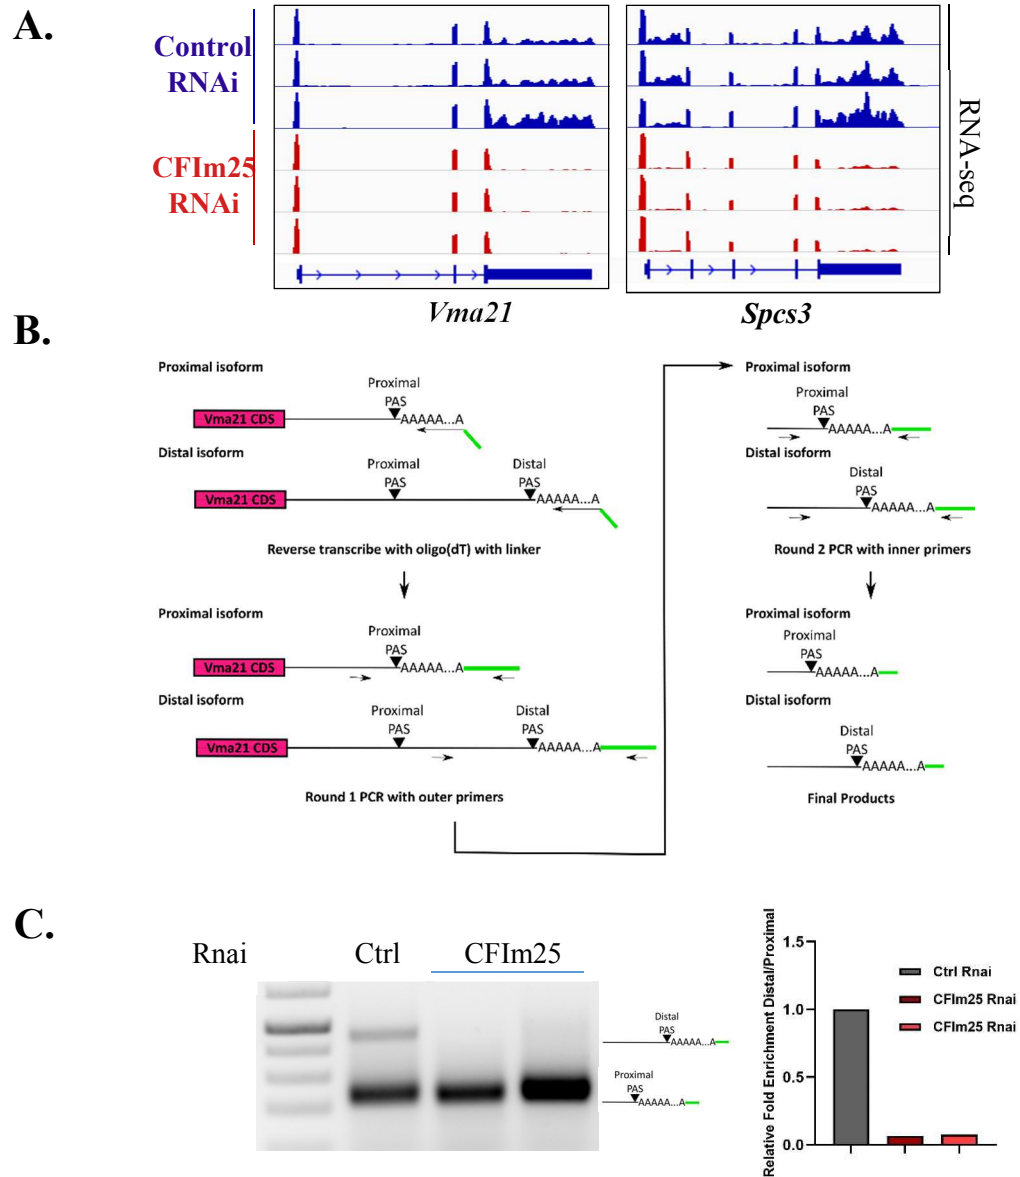 A.
Control
RNAi
CFIm25
RNAi
RNA-seq
Vma21
Spcs3
B.
Proximal isoform
Proximal
PAS
Vma21 CDS
AAAAA...A
Distal isoform
Proximal
PAS
Distal
PAS
Vma21 CDS
AAAAA...A
Reverse transcribe with oligo(dT) with linker
Proximal isoform
Proximal
PAS
Vma21 CDS
AAAAA...A
Distal isoform
Proximal
PAS
Distal
PAS
Vma21 CDS
AAAAA...A
Round 1 PCR with outer primers
Proximal isoform
Proximal
PAS
AAAAA...A
Distal isoform
Distal
PAS
AAAAA...A
Round 2 PCR with inner primers
Proximal isoform
Proximal
PAS
AAAAA...A
Distal isoform
Distal
PAS
AAAAA...A
Final Products
C.
Rnai
Ctrl
CFIm25
Distal
PAS
AAAAA...A
Proximal
PAS
AAAAA...A
Relative Fold Enrichment Distal/Proximal
1.5
1.0
0.5
0.0
Ctrl Rnai
CFIm25 Rnai
CFIm25 Rnai